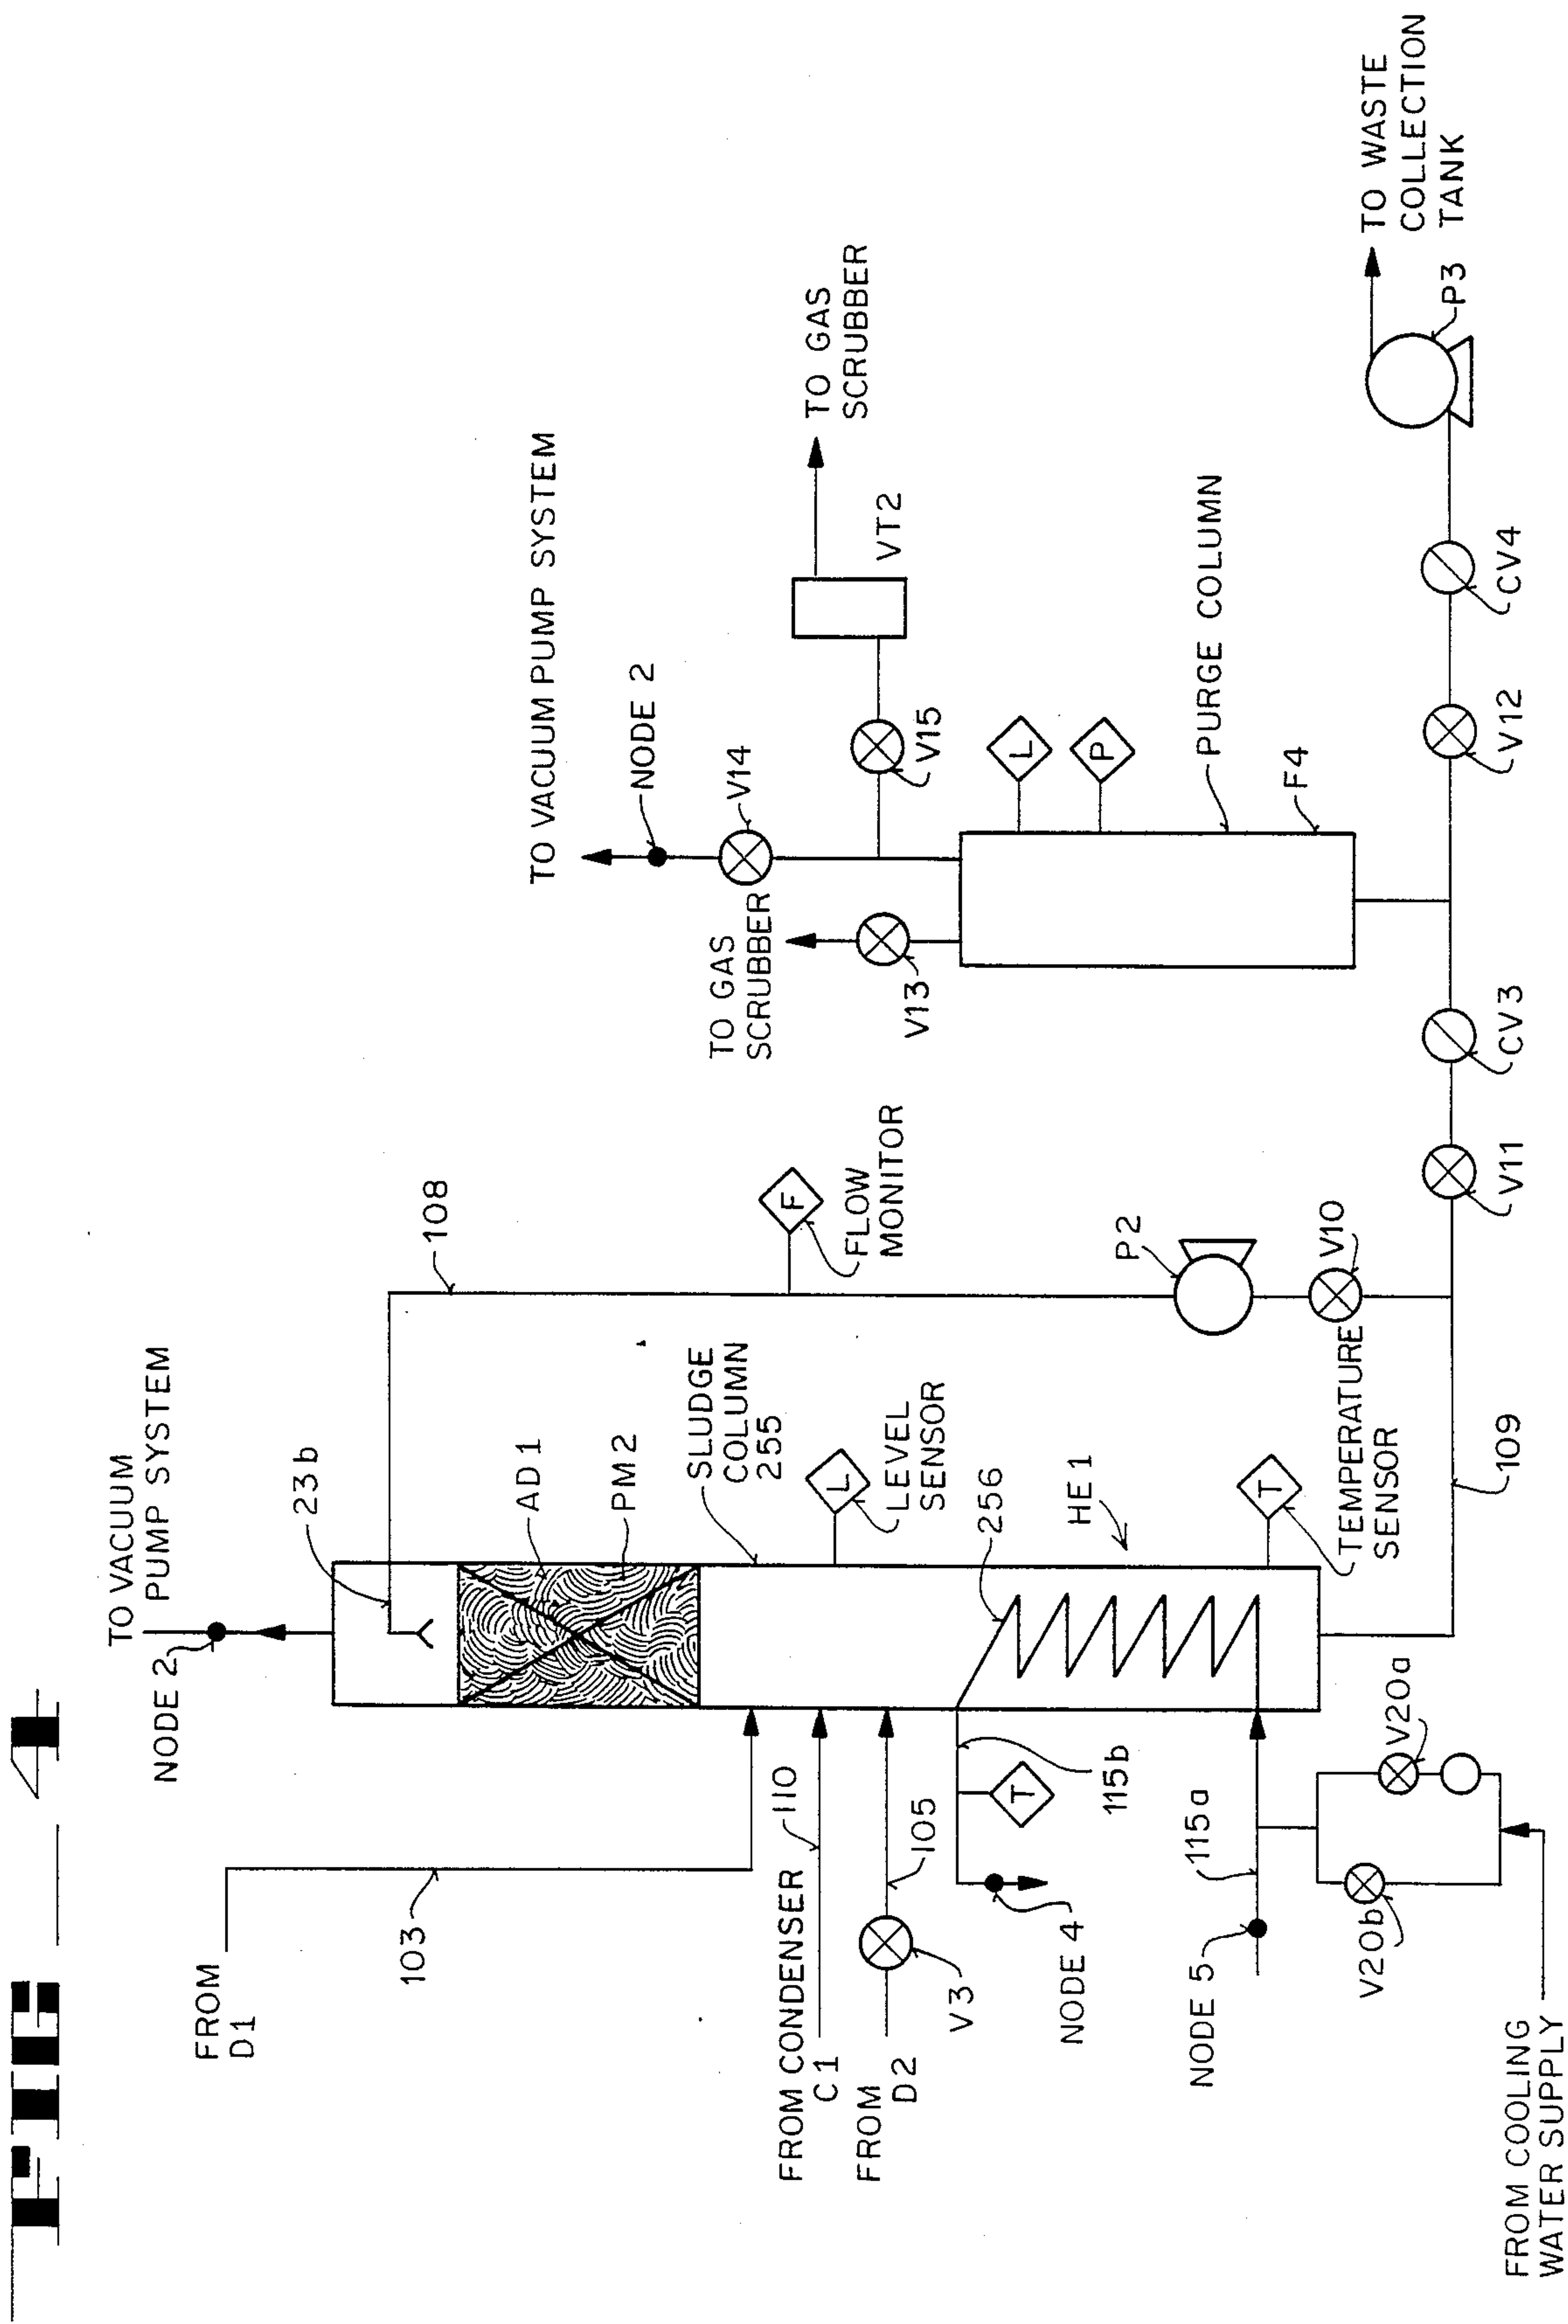 FIG 4
TO VACUUM
PUMP SYSTEM
NODE 2
23b
108
AD1
PM2
SLUDGE
COLUMN
255
FROM
D1
103
FROM CONDENSER
C1
110
FROM
D2
105
V3
L
LEVEL
SENSOR
F
FLOW
MONITOR
256
HE1
T
TEMPERATURE
SENSOR
T
115b
NODE 4
NODE 5
115a
V20a
V20b
FROM COOLING
WATER SUPPLY
109
P2
V10
V11
CV3
TO VACUUM PUMP SYSTEM
NODE 2
V14
TO GAS
SCRUBBER
V13
V15
VT2
TO GAS
SCRUBBER
L
P
PURGE COLUMN
F4
V12
CV4
P3
TO WASTE
COLLECTION
TANK